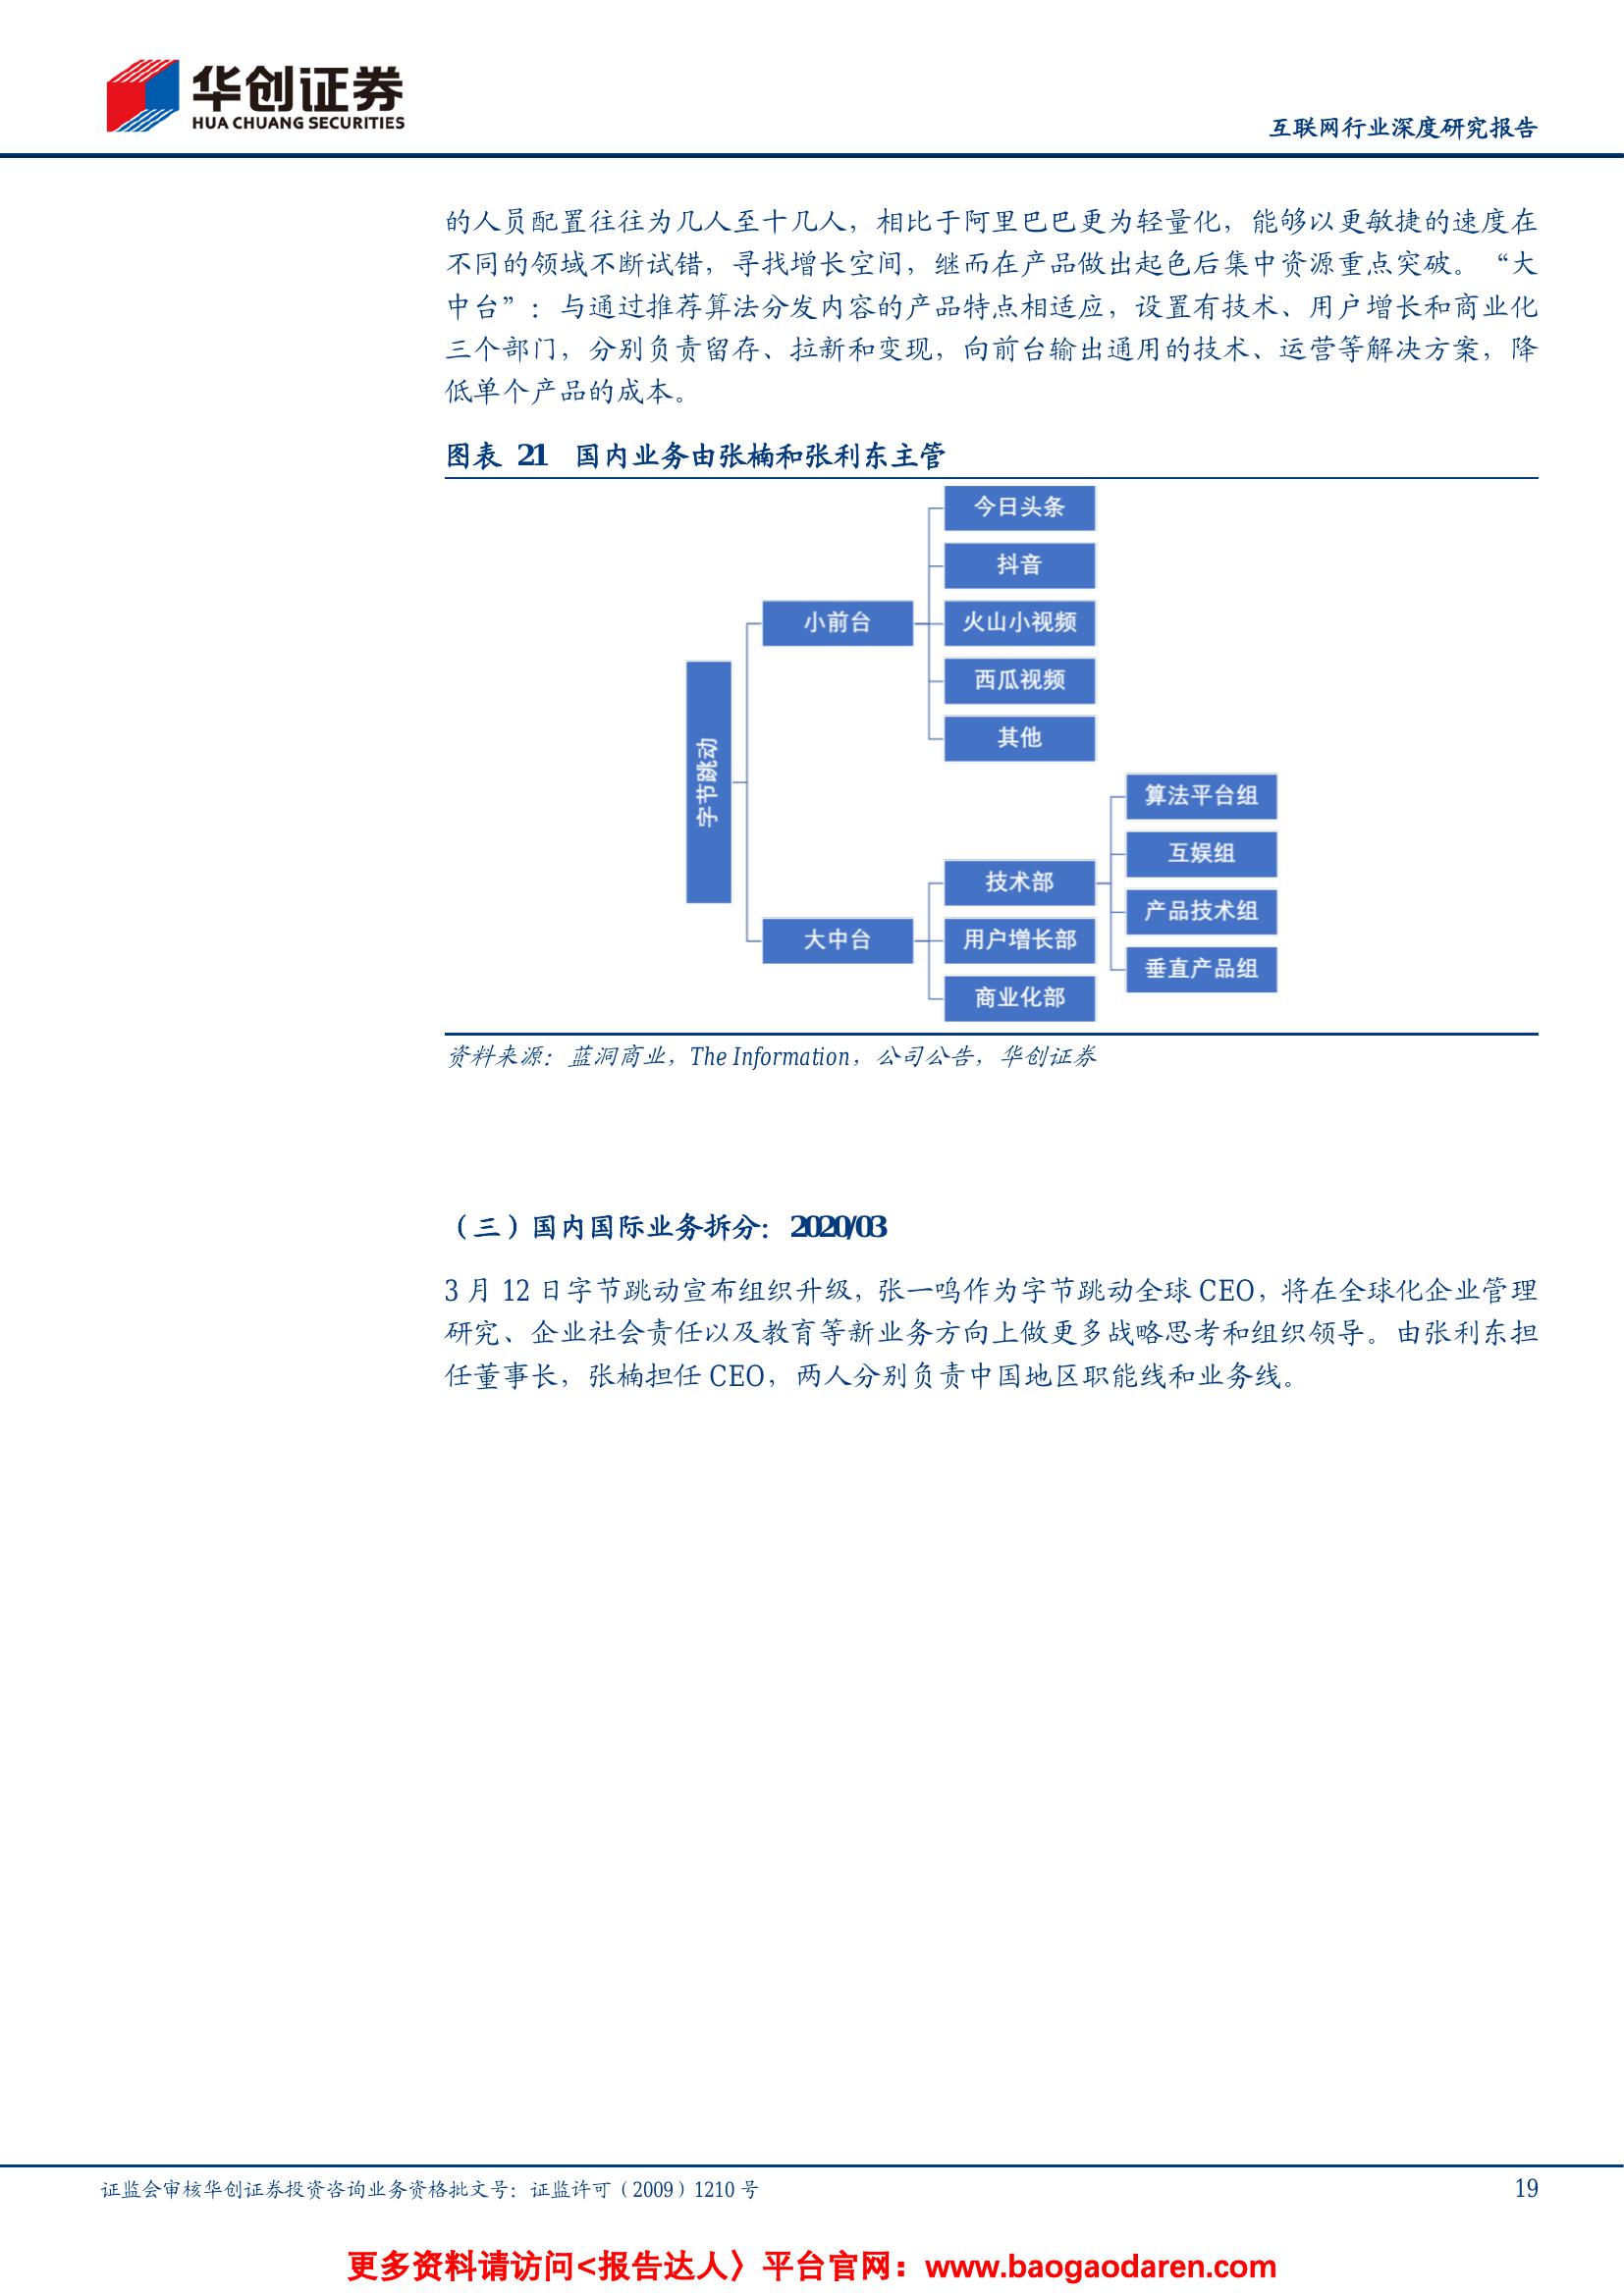 华创证券
HUA CHUANG SECURITIES
互联网行业深度研究报告
的人员配置往往为几人至十几人，相比于阿里巴巴更为轻量化，能够以更敏捷的速度在
不同的领域不断试错，寻找增长空间，继而在产品做出起色后集中资源重点突破。“大
中台”：与通过推荐算法分发内容的产品特点相适应，设置有技术、用户增长和商业化
三个部门，分别负责留存、拉新和变现，向前台输出通用的技术、运营等解决方案，降
低单个产品的成本。
图表 21 国内业务由张楠和张利东主管
字节跳动
小前台
今日头条
抖音
火山小视频
西瓜视频
其他
大中台
技术部
用户增长部
商业化部
算法平台组
互娱组
产品技术组
垂直产品组
资料来源：蓝洞商业，The Information，公司公告，华创证券
（三）国内国际业务拆分：2020/03
3 月 12 日字节跳动宣布组织升级，张一鸣作为字节跳动全球 CEO，将在全球化企业管理
研究、企业社会责任以及教育等新业务方向上做更多战略思考和组织领导。由张利东担
任董事长，张楠担任 CEO，两人分别负责中国地区职能线和业务线。
证监会审核华创证券投资咨询业务资格批文号：证监许可（2009）1210 号
19
更多资料请访问<报告达人〉平台官网：www.baogaodaren.com